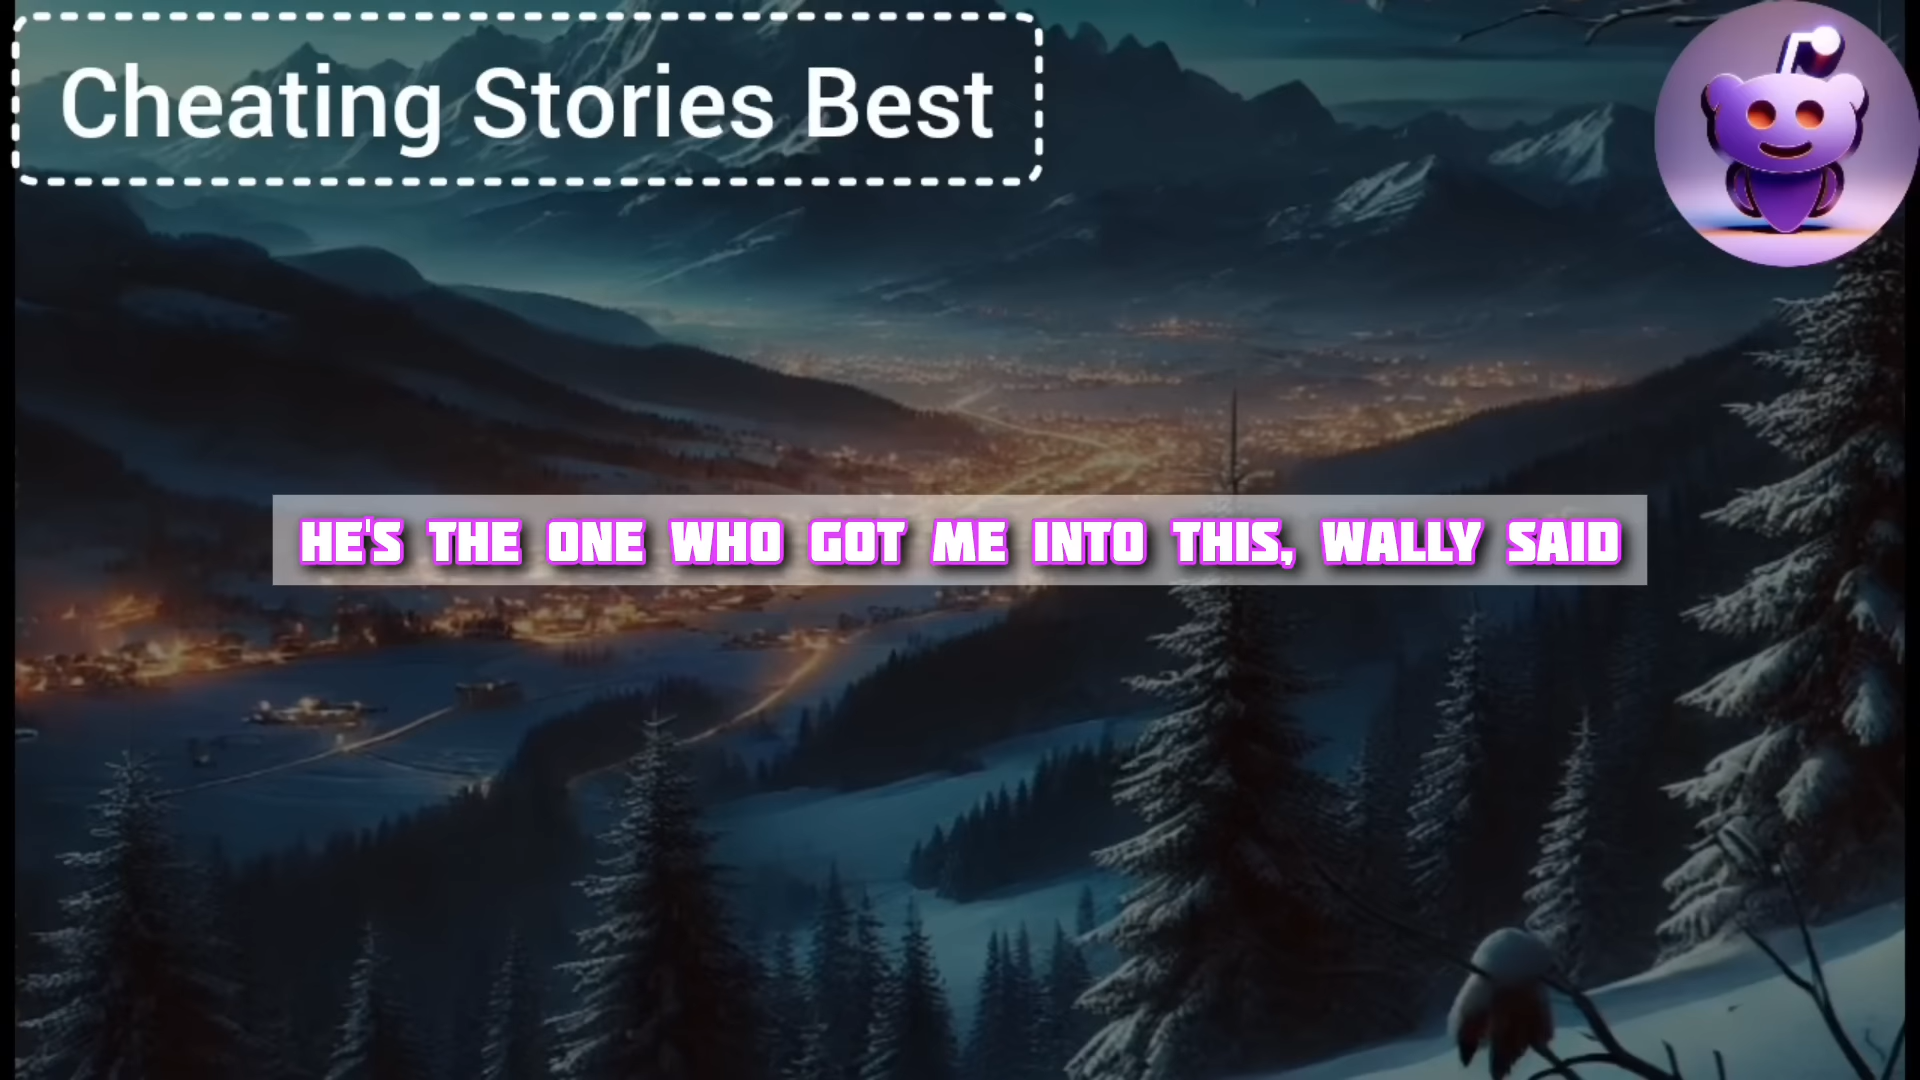 Cheating Stories Best
HE'S THE ONE WHO GOT ME INTO THIS, WALLY SAID